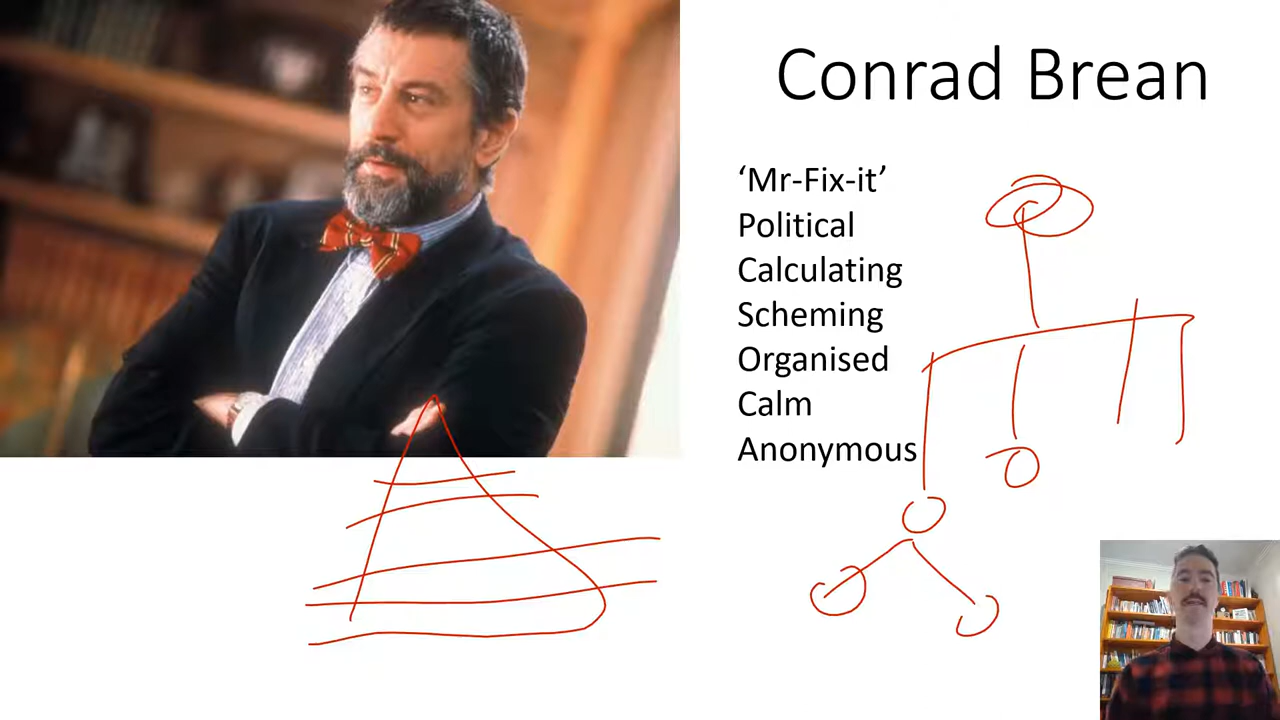 Conrad Brean
‘Mr-Fix-it’
Political
Calculating
Scheming
Organised
Calm
Anonymous